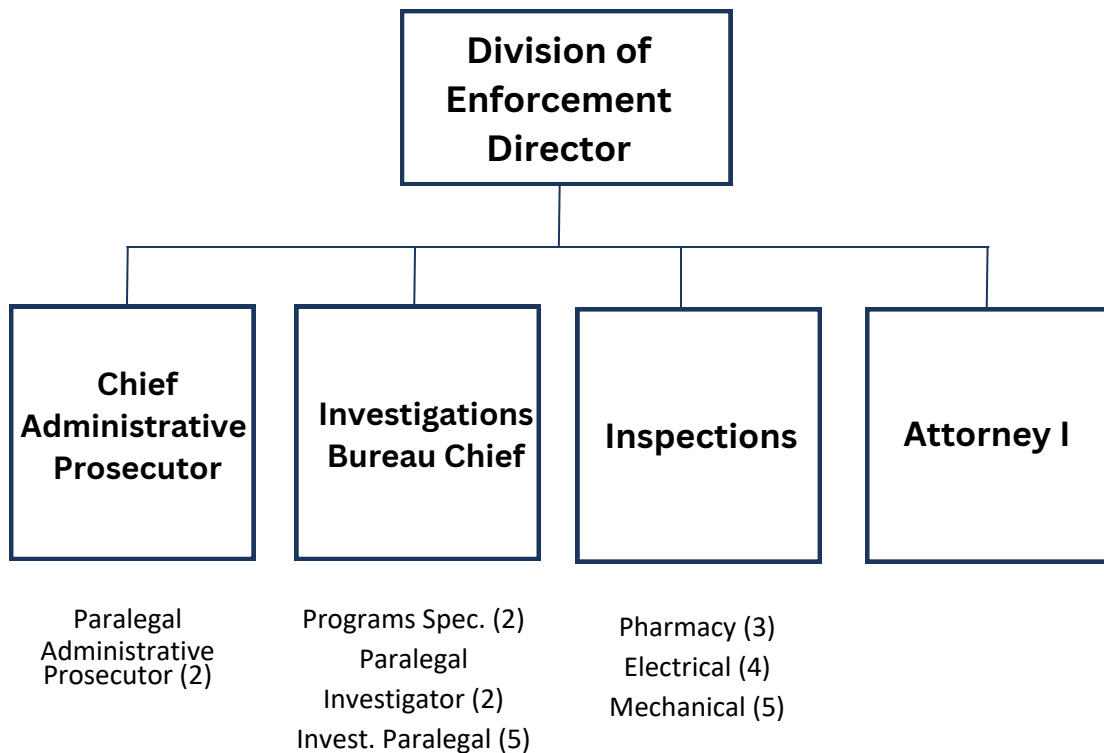 Division of
Enforcement
Director
Chief
Administrative
Prosecutor
Investigations
Bureau Chief
Inspections
Attorney I
Paralegal
Administrative
Prosecutor (2)
Programs Spec. (2)
Paralegal
Investigator (2)
Invest. Paralegal (5)
Pharmacy (3)
Electrical (4)
Mechanical (5)